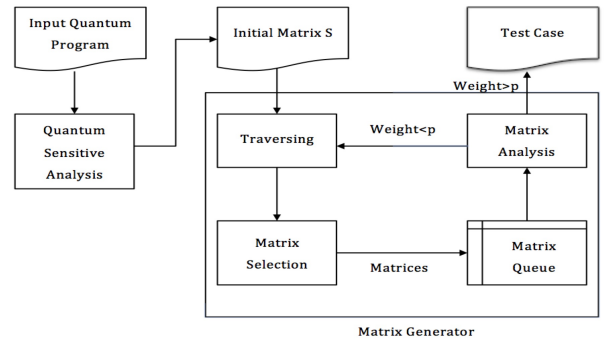 Input Quantum
Program
Initial Matrix S
Test Case
Weight>p
Quantum
Sensitive
Analysis
Traversing
Weight<p
Matrix
Analysis
Matrix
Selection
Matrices
Matrix
Queue
Matrix Generator